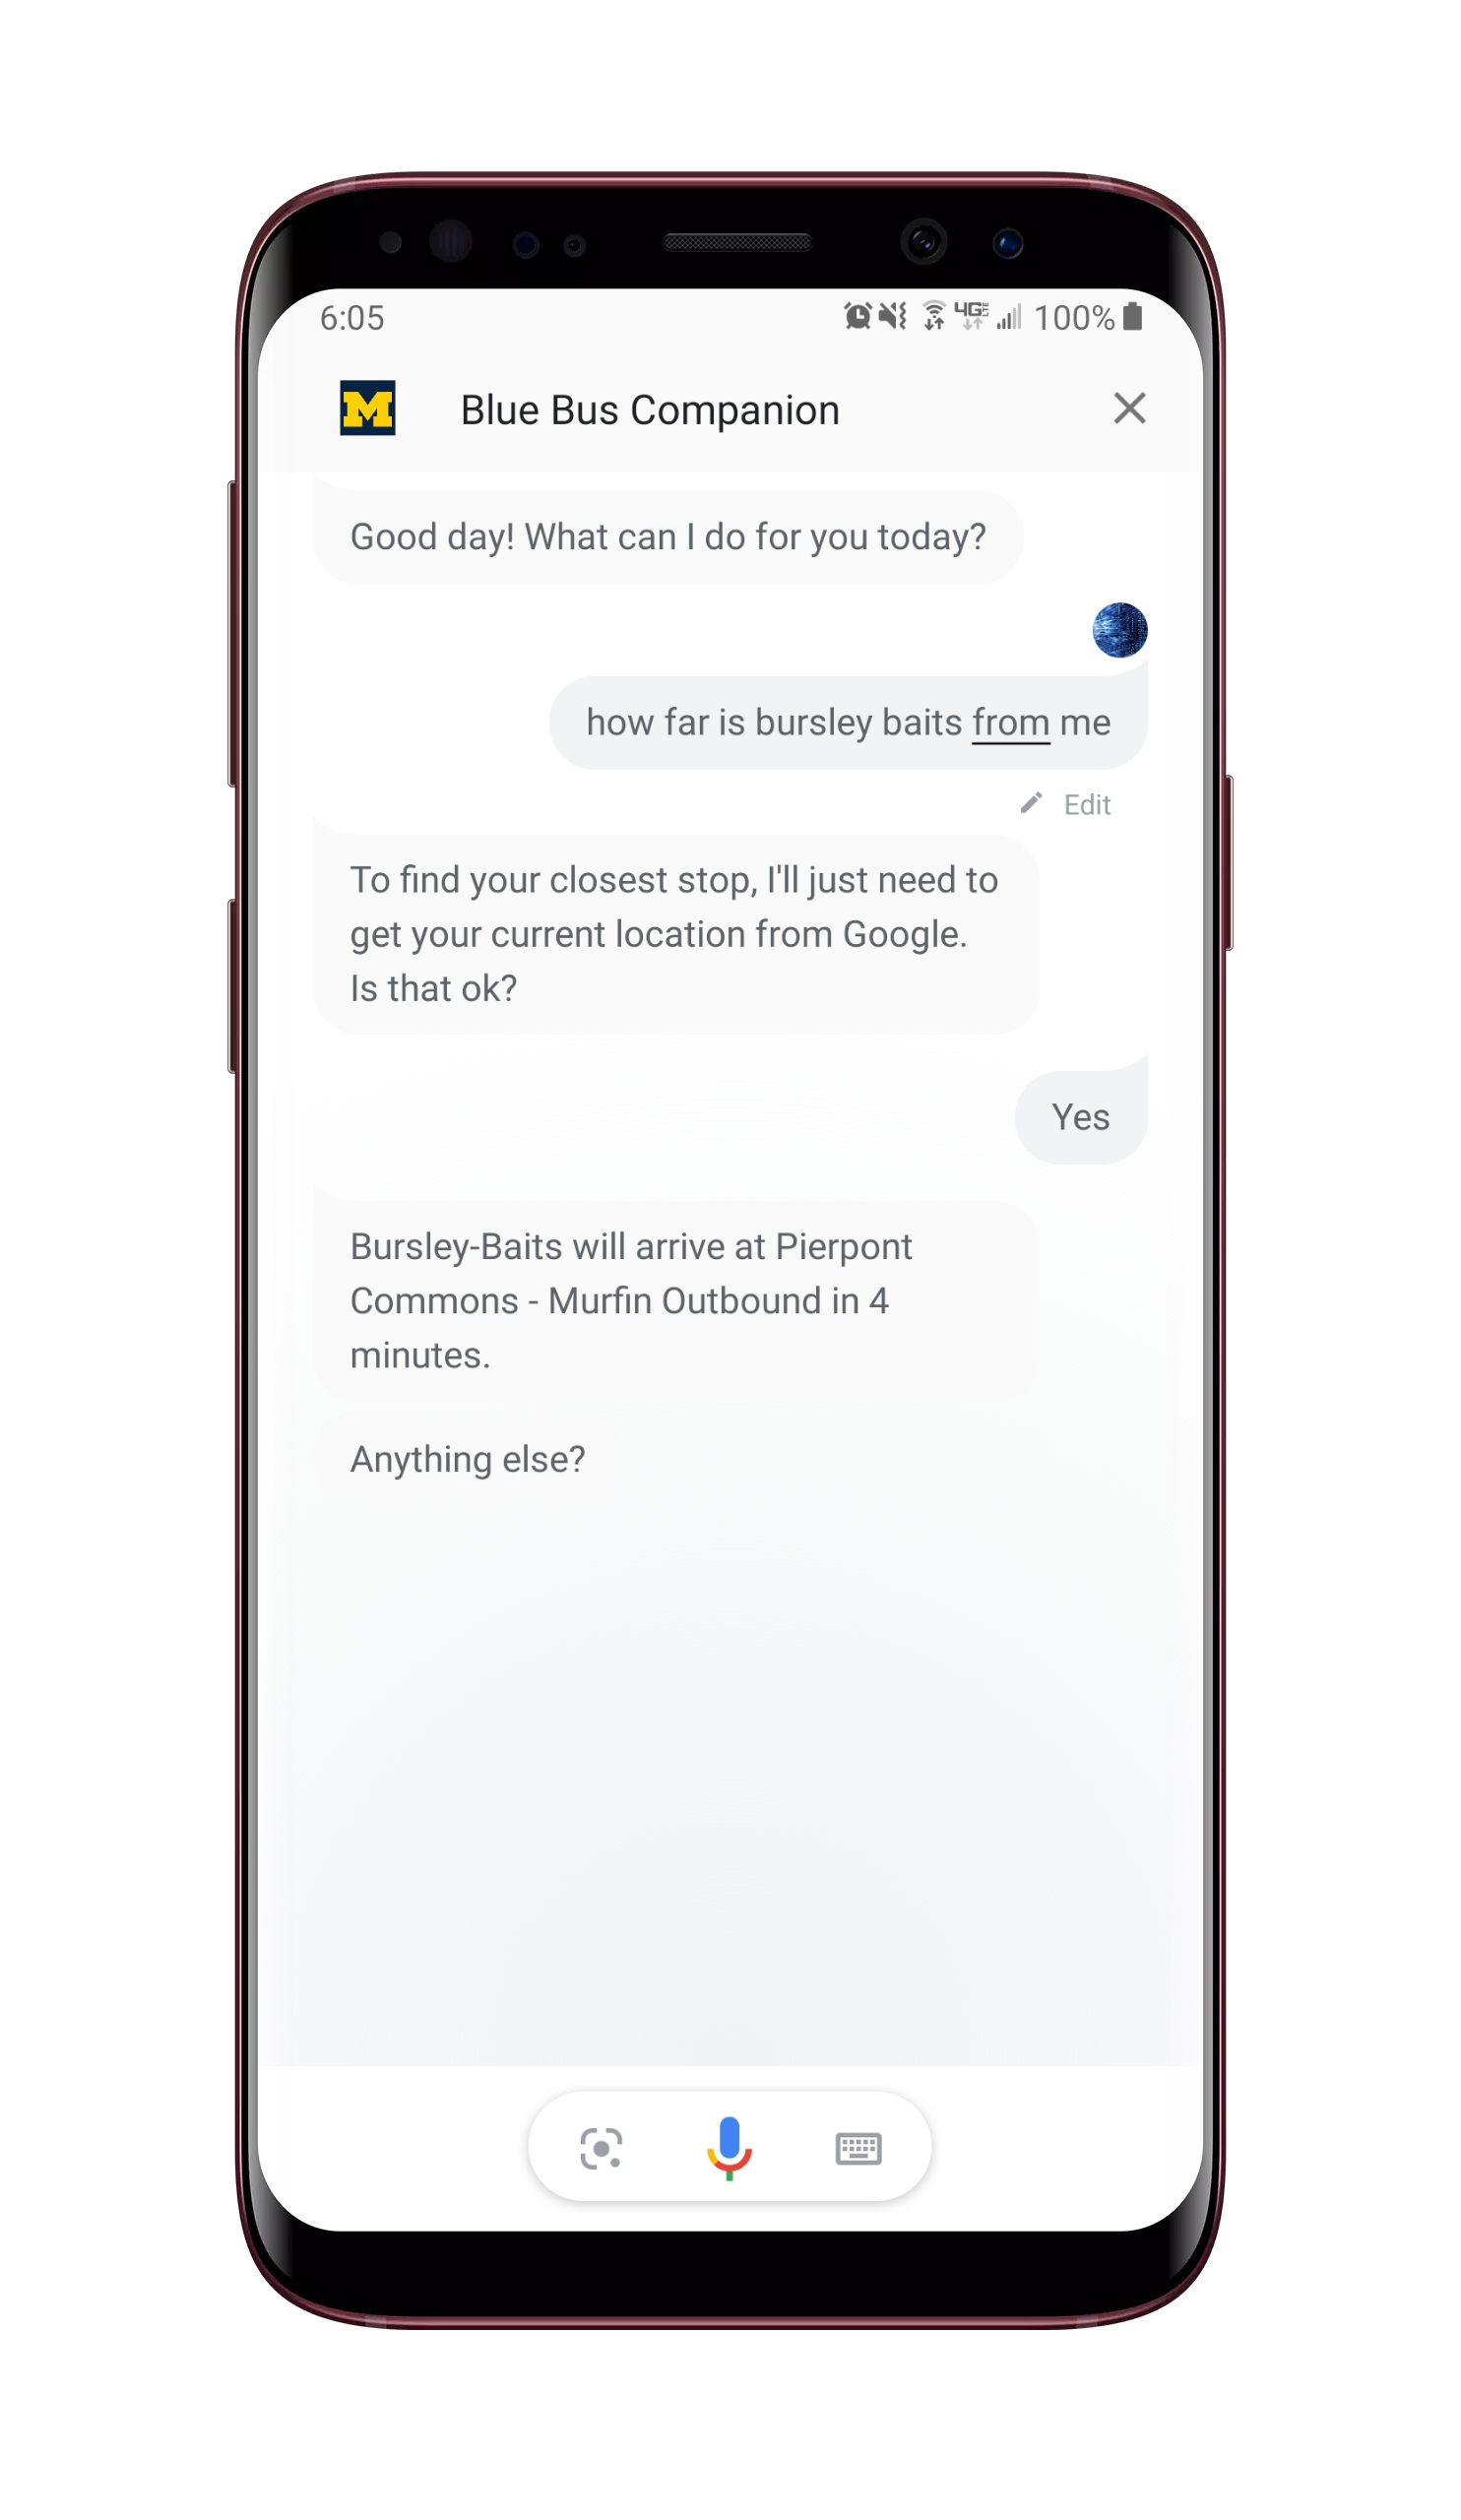 6:05 4G LTE 100%
M Blue Bus Companion
Good day! What can I do for you today?
how far is bursley baits from me
Edit
To find your closest stop, I'll just need to
get your current location from Google.
Is that ok?
Yes
Bursley-Baits will arrive at Pierpont
Commons - Murfin Outbound in 4
minutes.
Anything else?